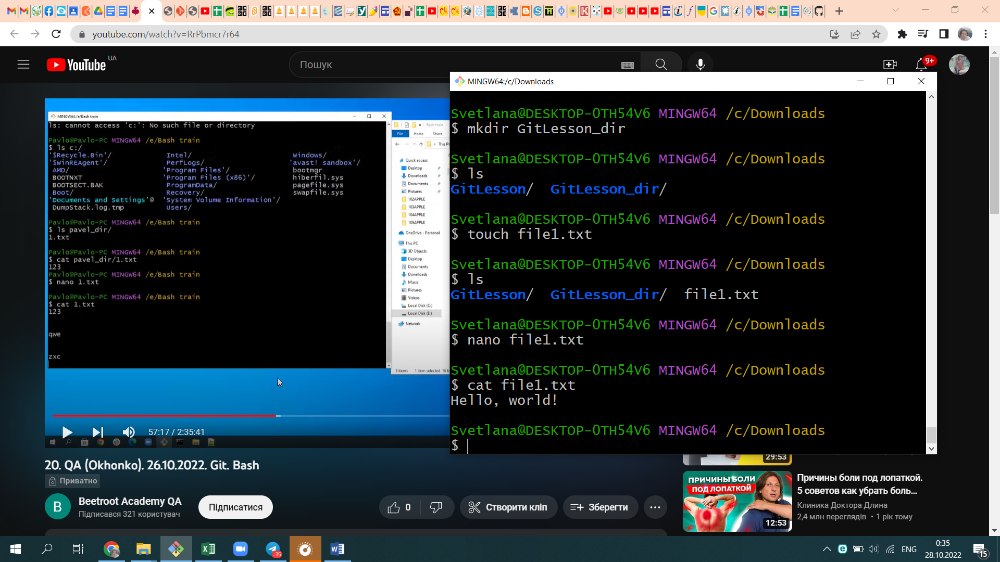 youtube.com/watch?v=RrPbmcr7r64
YouTube UA
Пошук
9+
MINGW64:/e/Bash train
ls: cannot access 'c:': No such file or directory
Pavlo@Pavlo-PC MINGW64 /e/Bash train
$ ls c:/
'$Recycle.Bin'/ Intel/ Windows/
'$WinREAgent'/ PerfLogs/ 'avast! sandbox'/
AMD/ 'Program Files'/ bootmgr
BOOTNXT 'Program Files (x86)'/ hiberfil.sys
BOOTSECT.BAK ProgramData/ pagefile.sys
Boot/ Recovery/ swapfile.sys
'Documents and Settings'@ 'System Volume Information'/
DumpStack.log.tmp Users/
Pavlo@Pavlo-PC MINGW64 /e/Bash train
$ ls pavel_dir/
1.txt
Pavlo@Pavlo-PC MINGW64 /e/Bash train
$ cat pavel_dir/1.txt
123
Pavlo@Pavlo-PC MINGW64 /e/Bash train
$ nano 1.txt
Pavlo@Pavlo-PC MINGW64 /e/Bash train
$ cat 1.txt
123
qwe
zxc
Bash train
File Home Share
This PC
Quick access
Desktop
Downloads
Documents
Pictures
102APPLE
103APPLE
104APPLE
105APPLE
OneDrive - Personal
This PC
3D Objects
Desktop
Documents
Downloads
Music
Pictures
Videos
Local Disk (C:)
Local Disk (E:)
Network
3 items 1 item selected
57:17 / 2:35:41
MINGW64:/c/Downloads
Svetlana@DESKTOP-0TH54V6 MINGW64 /c/Downloads
$ mkdir GitLesson_dir
Svetlana@DESKTOP-0TH54V6 MINGW64 /c/Downloads
$ ls
GitLesson/ GitLesson_dir/
Svetlana@DESKTOP-0TH54V6 MINGW64 /c/Downloads
$ touch file1.txt
Svetlana@DESKTOP-0TH54V6 MINGW64 /c/Downloads
$ ls
GitLesson/ GitLesson_dir/ file1.txt
Svetlana@DESKTOP-0TH54V6 MINGW64 /c/Downloads
$ nano file1.txt
Svetlana@DESKTOP-0TH54V6 MINGW64 /c/Downloads
$ cat file1.txt
Hello, world!
Svetlana@DESKTOP-0TH54V6 MINGW64 /c/Downloads
$
20. QA (Okhonko). 26.10.2022. Git. Bash
Приватно
B
Beetroot Academy QA
Підписався 321 користувач
Підписатися
0
Створити кліп
Зберегти
29:53
ПРИЧИНЫ БОЛИ
ПОД ЛОПАТКОЙ
12:53
Причины боли под лопаткой.
5 советов как убрать боль...
Клиника Доктора Длина
2,4 млн переглядів • 1 рік тому
ENG
0:35
28.10.2022
15